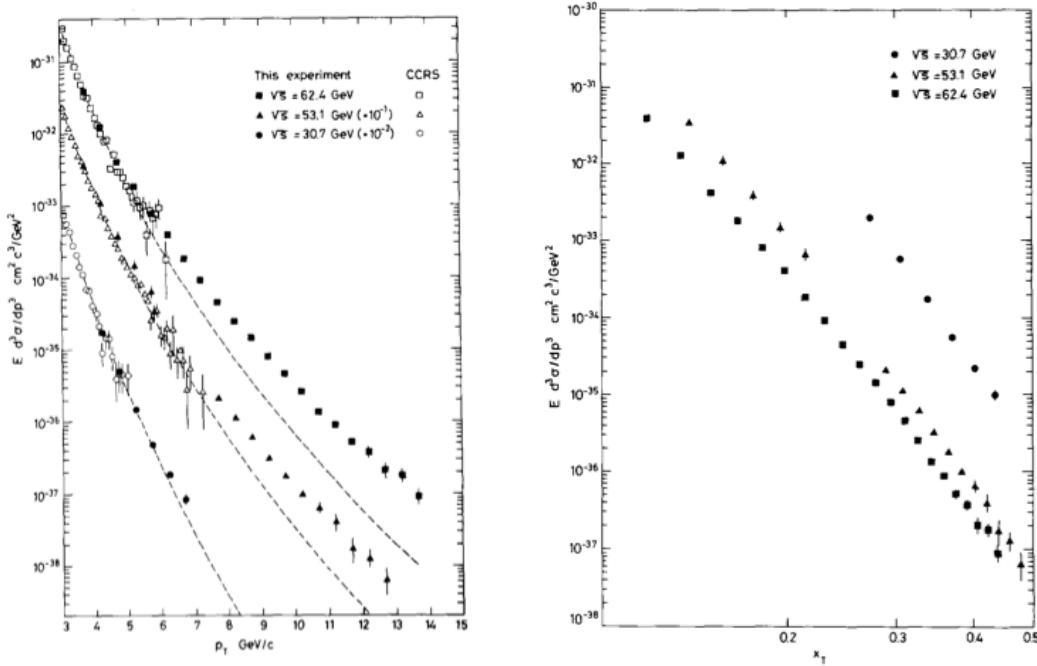 This experiment CCRS
■ √s = 62.4 GeV □
▲ √s = 53.1 GeV (×10⁻¹) △
● √s = 30.7 GeV (×10⁻²) ○
10⁻³¹
10⁻³²
10⁻³³
10⁻³⁴
10⁻³⁵
10⁻³⁶
10⁻³⁷
10⁻³⁸
E d³σ/dp³ cm² c³/GeV²
3 4 5 6 7 8 9 10 11 12 13 14 15
p_T GeV/c
● √s = 30.7 GeV
▲ √s = 53.1
■ √s = 62.4
10⁻³⁰
10⁻³¹
10⁻³²
10⁻³³
10⁻³⁴
10⁻³⁵
10⁻³⁶
10⁻³⁷
10⁻³⁸
E d³σ/dp³ cm² c³/GeV²
0.2 0.3 0.4 0.5
x_T